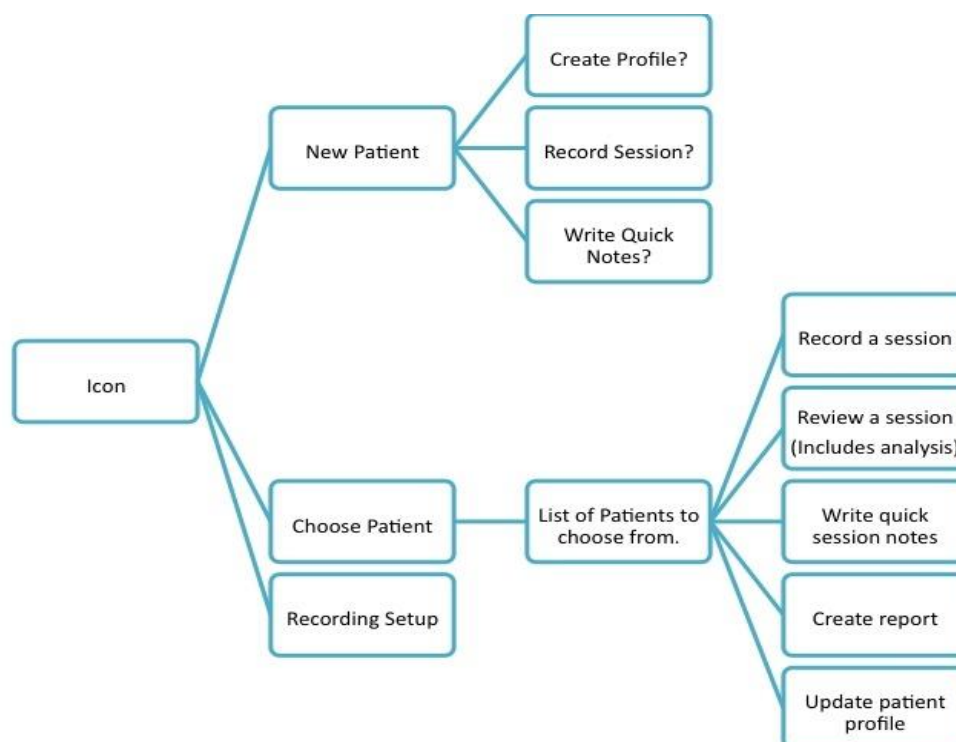 Create Profile?
New Patient
Record Session?
Write Quick
Notes?
Record a session
Icon
Review a session
(Includes analysis)
Choose Patient
List of Patients to
choose from.
Write quick
session notes
Recording Setup
Create report
Update patient
profile